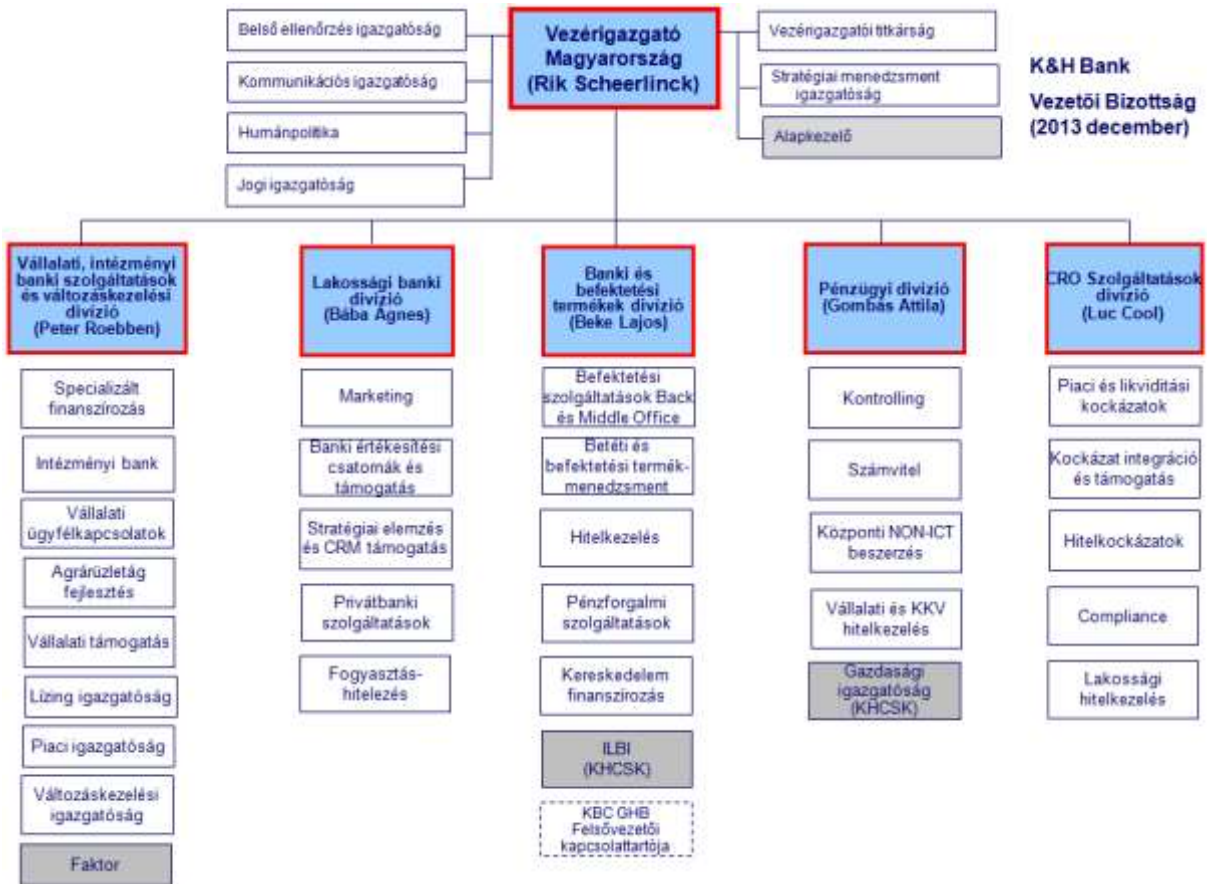 Belső ellenőrzés igazgatóság
Kommunikációs igazgatóság
Humánpolitika
Jogi igazgatóság
Vezérigazgató
Magyarország
(Rik Scheerlinck)
Vezérigazgatói titkárság
Stratégiai menedzsment
igazgatóság
Alapkezelő
K&H Bank
Vezetői Bizottság
(2013 december)
Vállalati, intézményi
banki szolgáltatások
és változáskezelési
divízió
(Peter Roebben)
Specializált
finanszírozás
Intézményi bank
Vállalati
ügyfélkapcsolatok
Agrárüzletág
fejlesztés
Vállalati támogatás
Lízing igazgatóság
Piaci igazgatóság
Változáskezelési
igazgatóság
Faktor
Lakossági banki
divízió
(Bába Ágnes)
Marketing
Banki értékesítési
csatornák és
támogatás
Stratégiai elemzés
és CRM támogatás
Privátbanki
szolgáltatások
Fogyasztás-
hitelezés
Banki és
befektetési
termékek divízió
(Beke Lajos)
Befektetési
szolgáltatások Back
és Middle Office
Betéti és
befektetési termék-
menedzsment
Hitelkezelés
Pénzforgalmi
szolgáltatások
Kereskedelem
finanszírozás
ILBI
(KHCSK)
KBC GHB
Felsővezetői
kapcsolattartója
Pénzügyi divízió
(Gombás Attila)
Kontrolling
Számvitel
Központi NON-ICT
beszerzés
Vállalati és KKV
hitelkezelés
Gazdasági
igazgatóság
(KHCSK)
CRO Szolgáltatások
divízió
(Luc Cool)
Piaci és likviditási
kockázatok
Kockázat integráció
és támogatás
Hitelkockázatok
Compliance
Lakossági
hitelkezelés